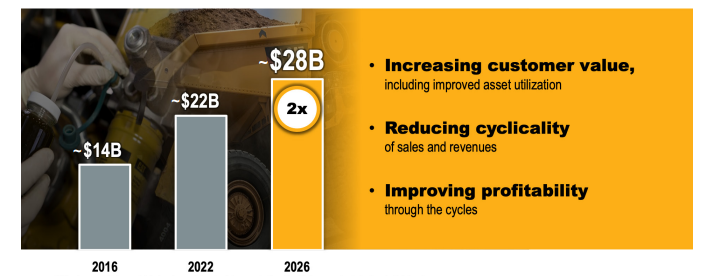 ~$28B
~$22B
2x
~$14B
2016
2022
2026
• Increasing customer value,
including improved asset utilization
• Reducing cyclicality
of sales and revenues
• Improving profitability
through the cycles